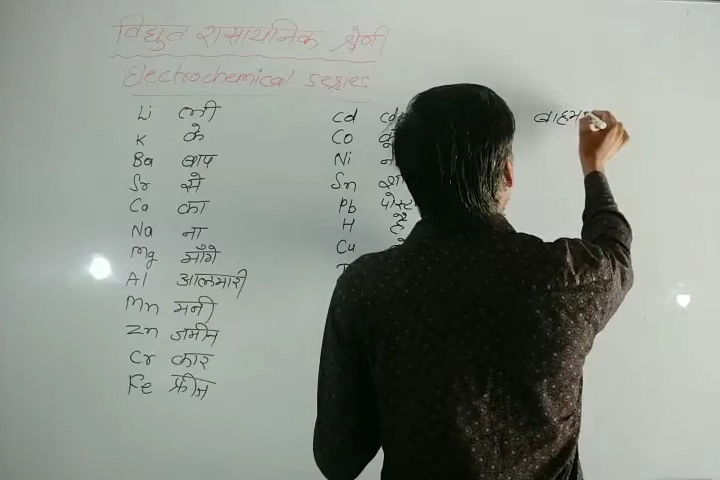 विद्युत रासायनिक श्रेणी
Electrochemical series
Li ली
K के
Ba बाप
Sr से
Ca का
Na ना
Mg माँगे
Al आलमारी
Mn मनी
Zn जमीन
Cr कार
Fe फ्रीज
Cd
Co
Ni
Sn
Pb
H है
Cu